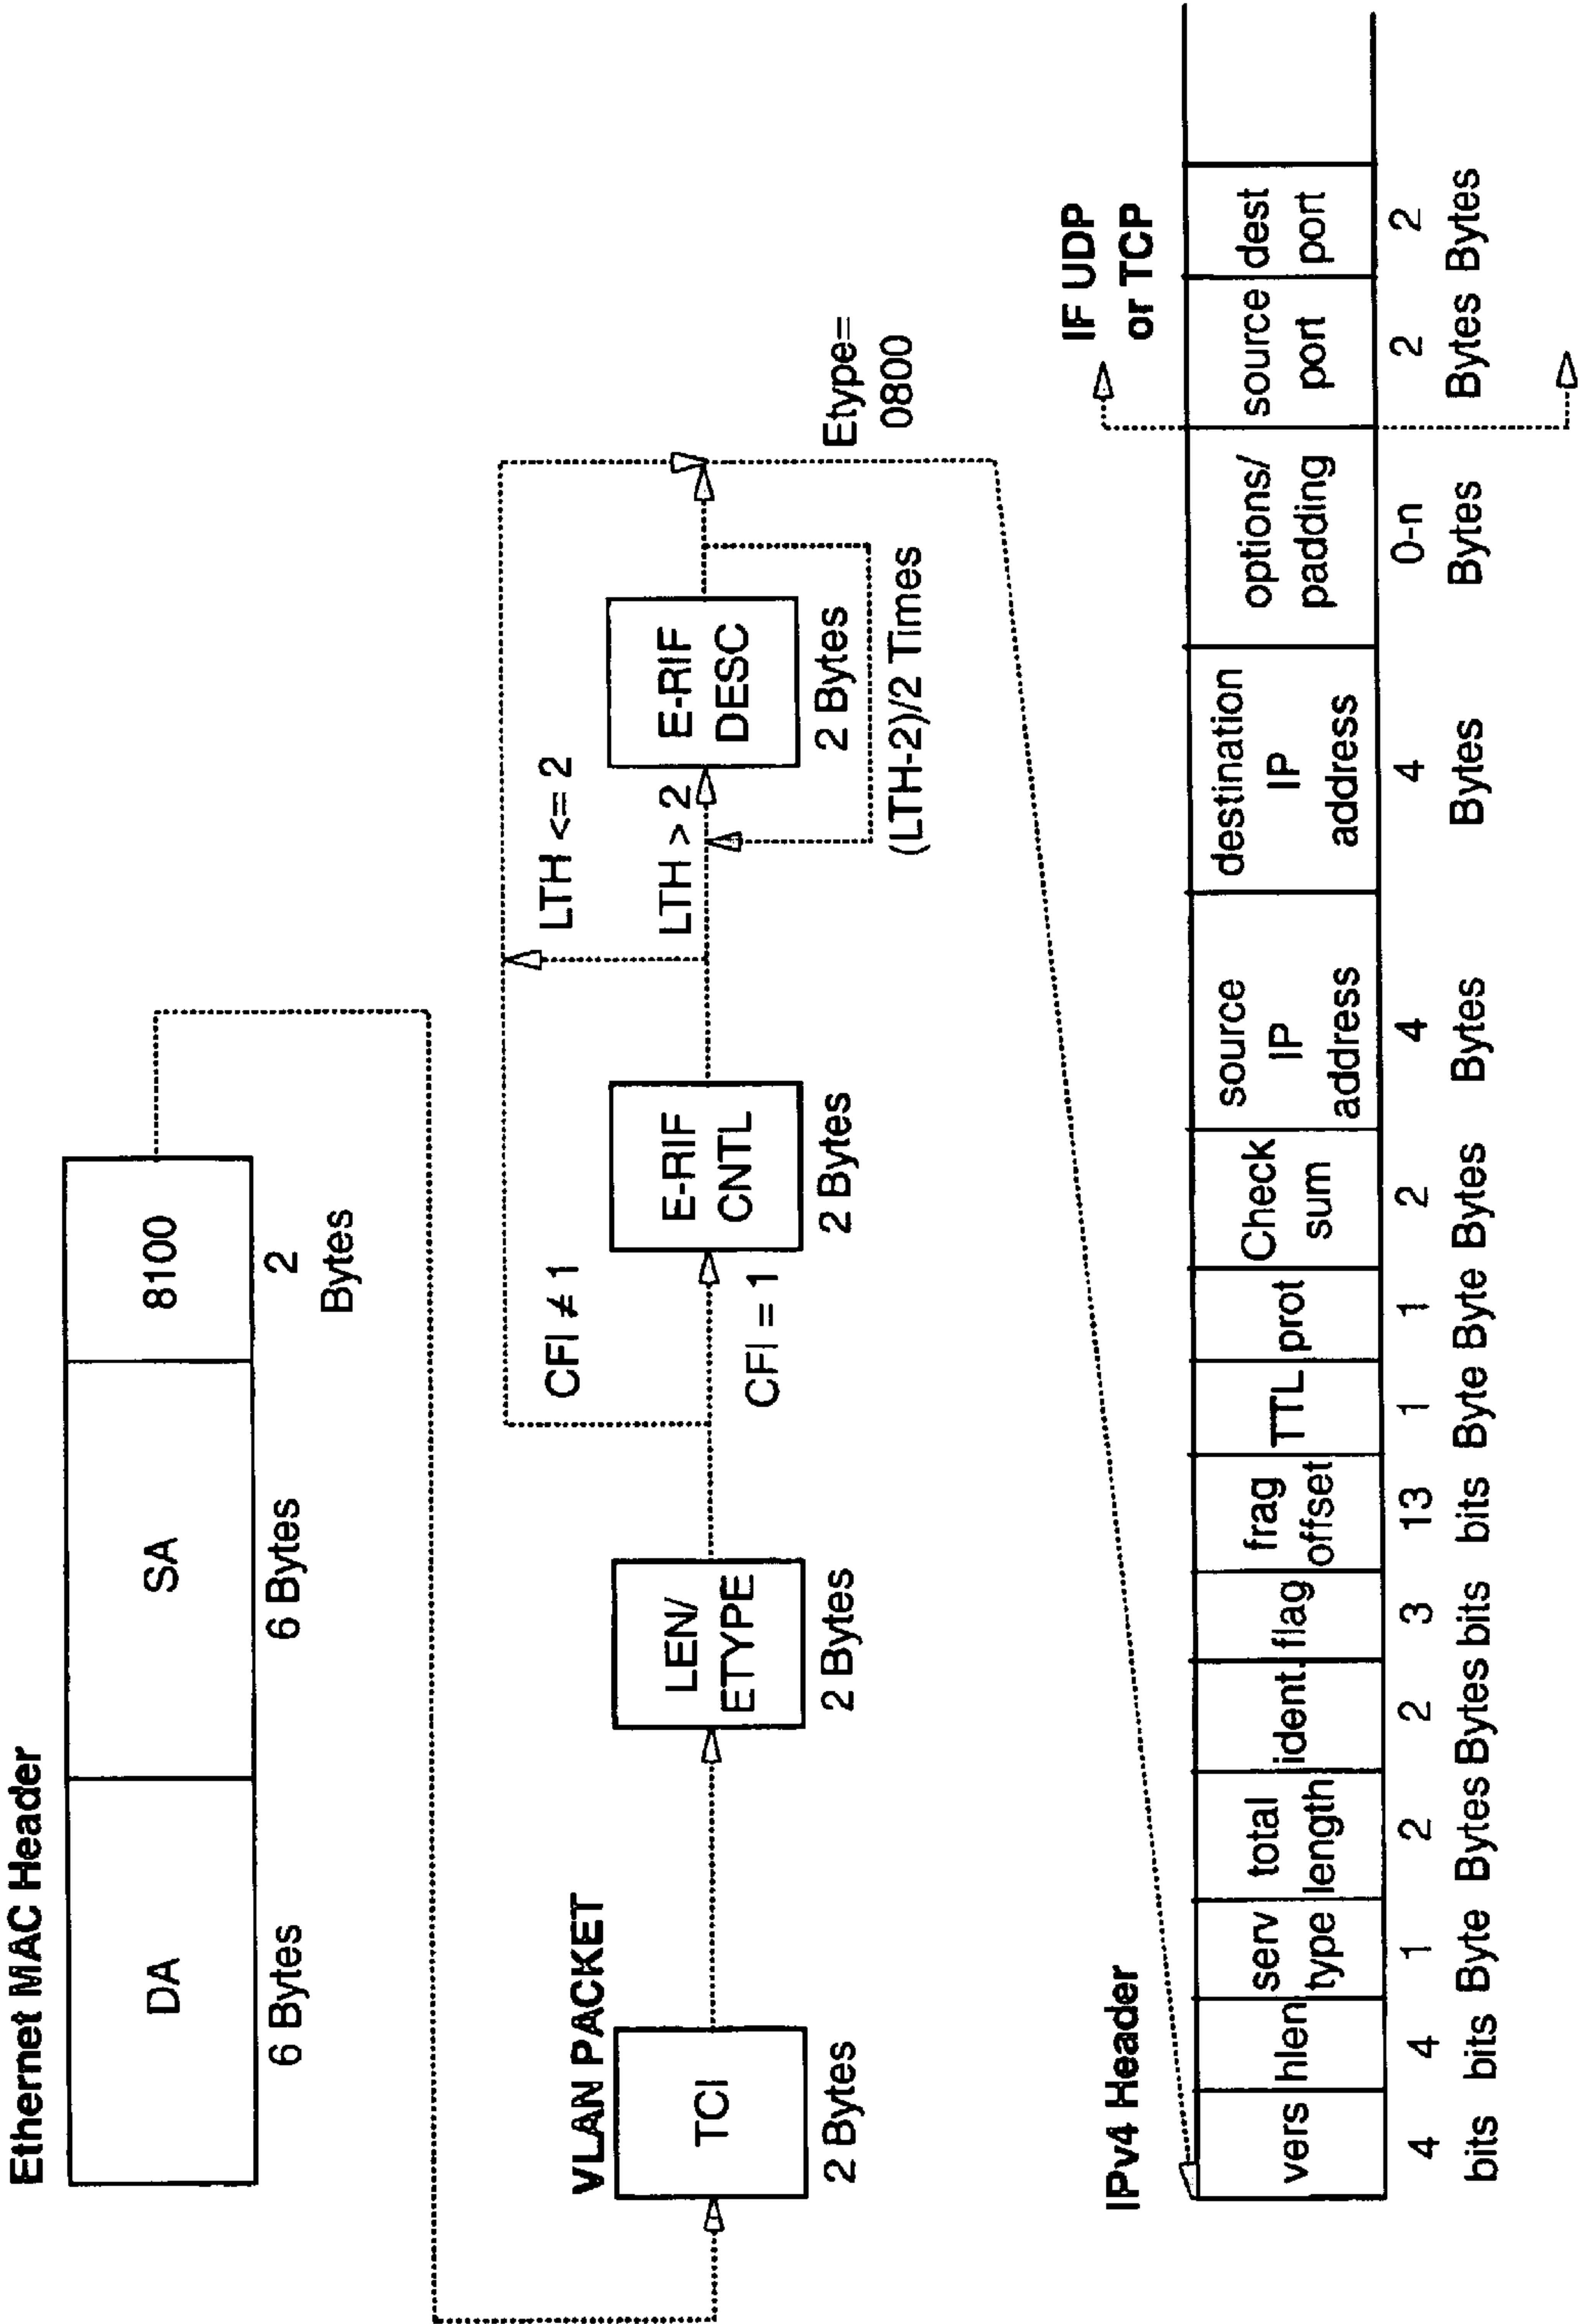 Ethernet MAC Header
DA
SA
8100
6 Bytes
6 Bytes
2
Bytes
VLAN PACKET
TCI
2 Bytes
LEN/
ETYPE
2 Bytes
CFI ≠ 1
CFI = 1
E-RIF
CNTL
2 Bytes
LTH <= 2
LTH > 2
E-RIF
DESC
2 Bytes
(LTH-2)/2 Times
Etype=
0800
IPv4 Header
IF UDP
or TCP
vers
hlen
serv
type
total
length
ident
flag
frag
offset
TTL
prot
Check
sum
source
IP
address
destination
IP
address
options/
padding
source
port
dest
port
4
bits
4
bits
1
Byte
2
Bytes
2
Bytes
3
bits
13
bits
1
Byte
1
Byte
2
Bytes
4
Bytes
4
Bytes
0-n
Bytes
2
Bytes
2
Bytes